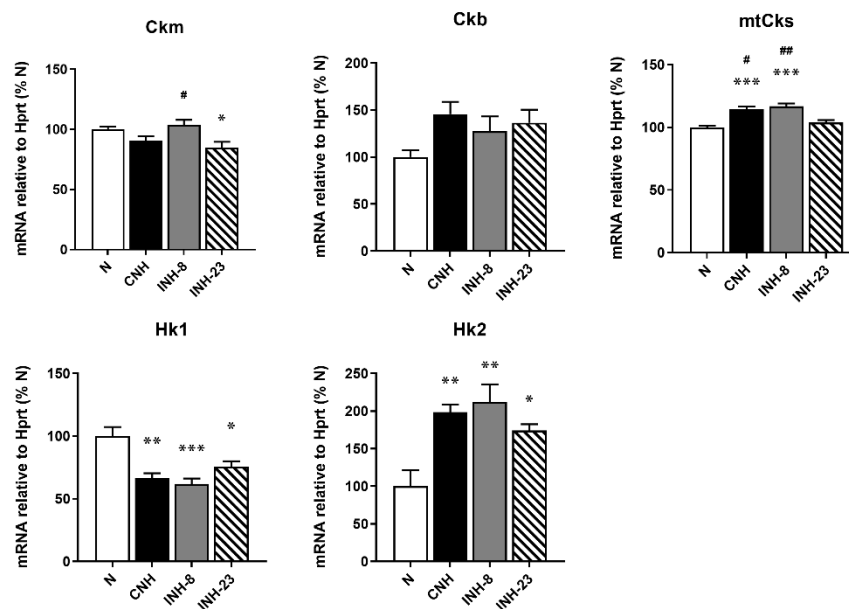 Ckm
mRNA relative to Hprt (% N)
150
100
50
0
#
*
N
CNH
INH-8
INH-23
Ckb
mRNA relative to Hprt (% N)
200
150
100
50
0
N
CNH
INH-8
INH-23
mtCks
mRNA relative to Hprt (% N)
150
100
50
0
#
***
##
***
N
CNH
INH-8
INH-23
Hk1
mRNA relative to Hprt (% N)
150
100
50
0
**
***
*
N
CNH
INH-8
INH-23
Hk2
mRNA relative to Hprt (% N)
250
200
150
100
50
0
**
**
*
N
CNH
INH-8
INH-23